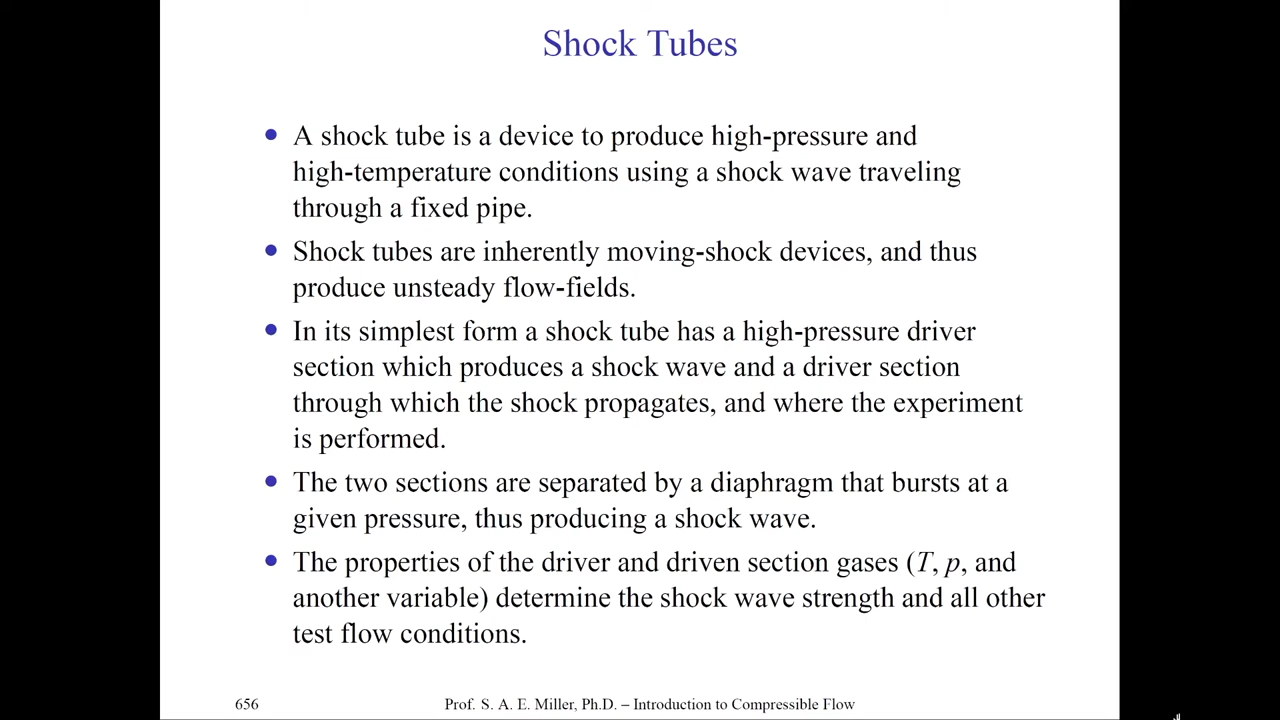 Shock Tubes
A shock tube is a device to produce high-pressure and
high-temperature conditions using a shock wave traveling
through a fixed pipe.
Shock tubes are inherently moving-shock devices, and thus
produce unsteady flow-fields.
In its simplest form a shock tube has a high-pressure driver
section which produces a shock wave and a driver section
through which the shock propagates, and where the experiment
is performed.
The two sections are separated by a diaphragm that bursts at a
given pressure, thus producing a shock wave.
The properties of the driver and driven section gases (T, p, and
another variable) determine the shock wave strength and all other
test flow conditions.
656 Prof. S. A. E. Miller, Ph.D. – Introduction to Compressible Flow